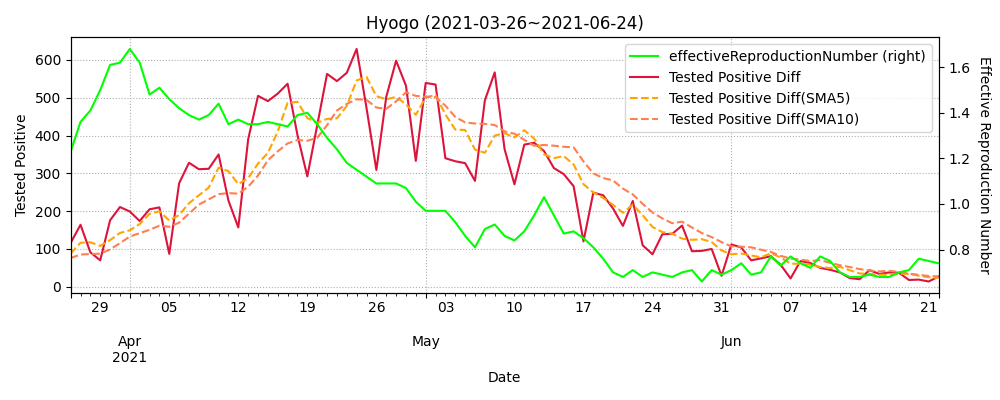 Hyogo (2021-03-26~2021-06-24)
effectiveReproductionNumber (right)
Tested Positive Diff
Tested Positive Diff(SMA5)
Tested Positive Diff(SMA10)
Tested Positive
600
500
400
300
200
100
0
Effective Reproduction Number
1.6
1.4
1.2
1.0
0.8
29 05 12 19 26 03 10 17 24 31 07 14 21
Apr May Jun
2021
Date